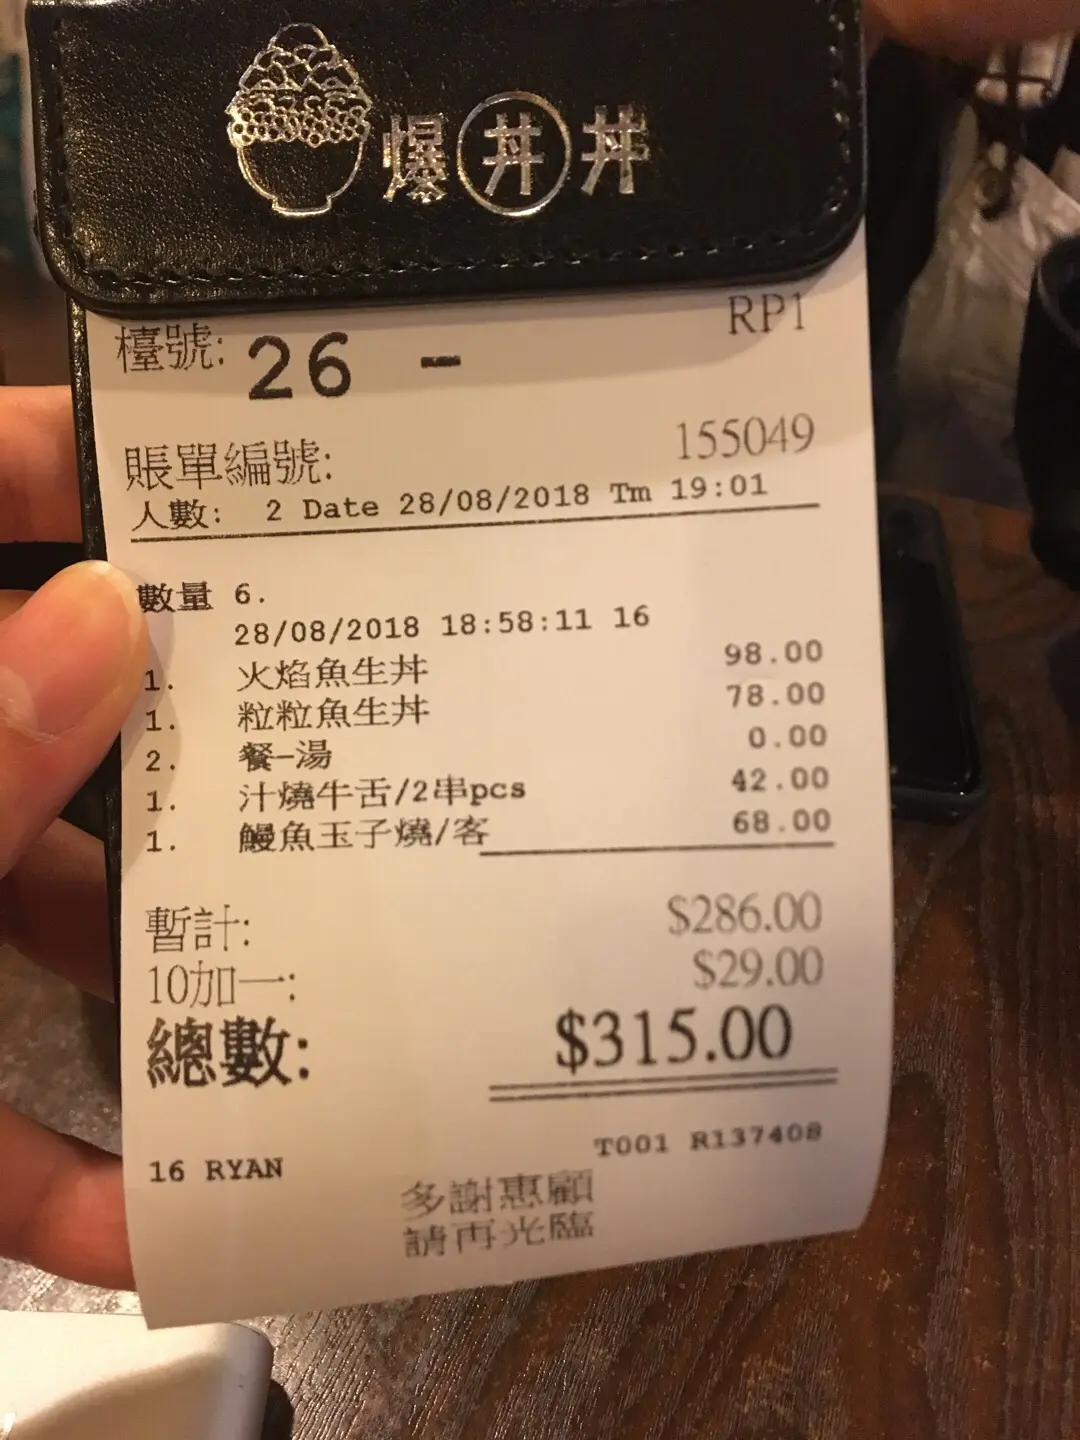 爆丼丼
RP1
檯號: 26 -
賬單編號: 155049
人數: 2 Date 28/08/2018 Tm 19:01
數量 6.
28/08/2018 18:58:11 16
1. 火焰魚生丼 98.00
1. 粒粒魚生丼 78.00
2. 餐-湯 0.00
1. 汁燒牛舌/2串pcs 42.00
1. 鰻魚玉子燒/客 68.00
暫計: $286.00
10加一: $29.00
總數: $315.00
T001 R137408
16 RYAN
多謝惠顧
請再光臨